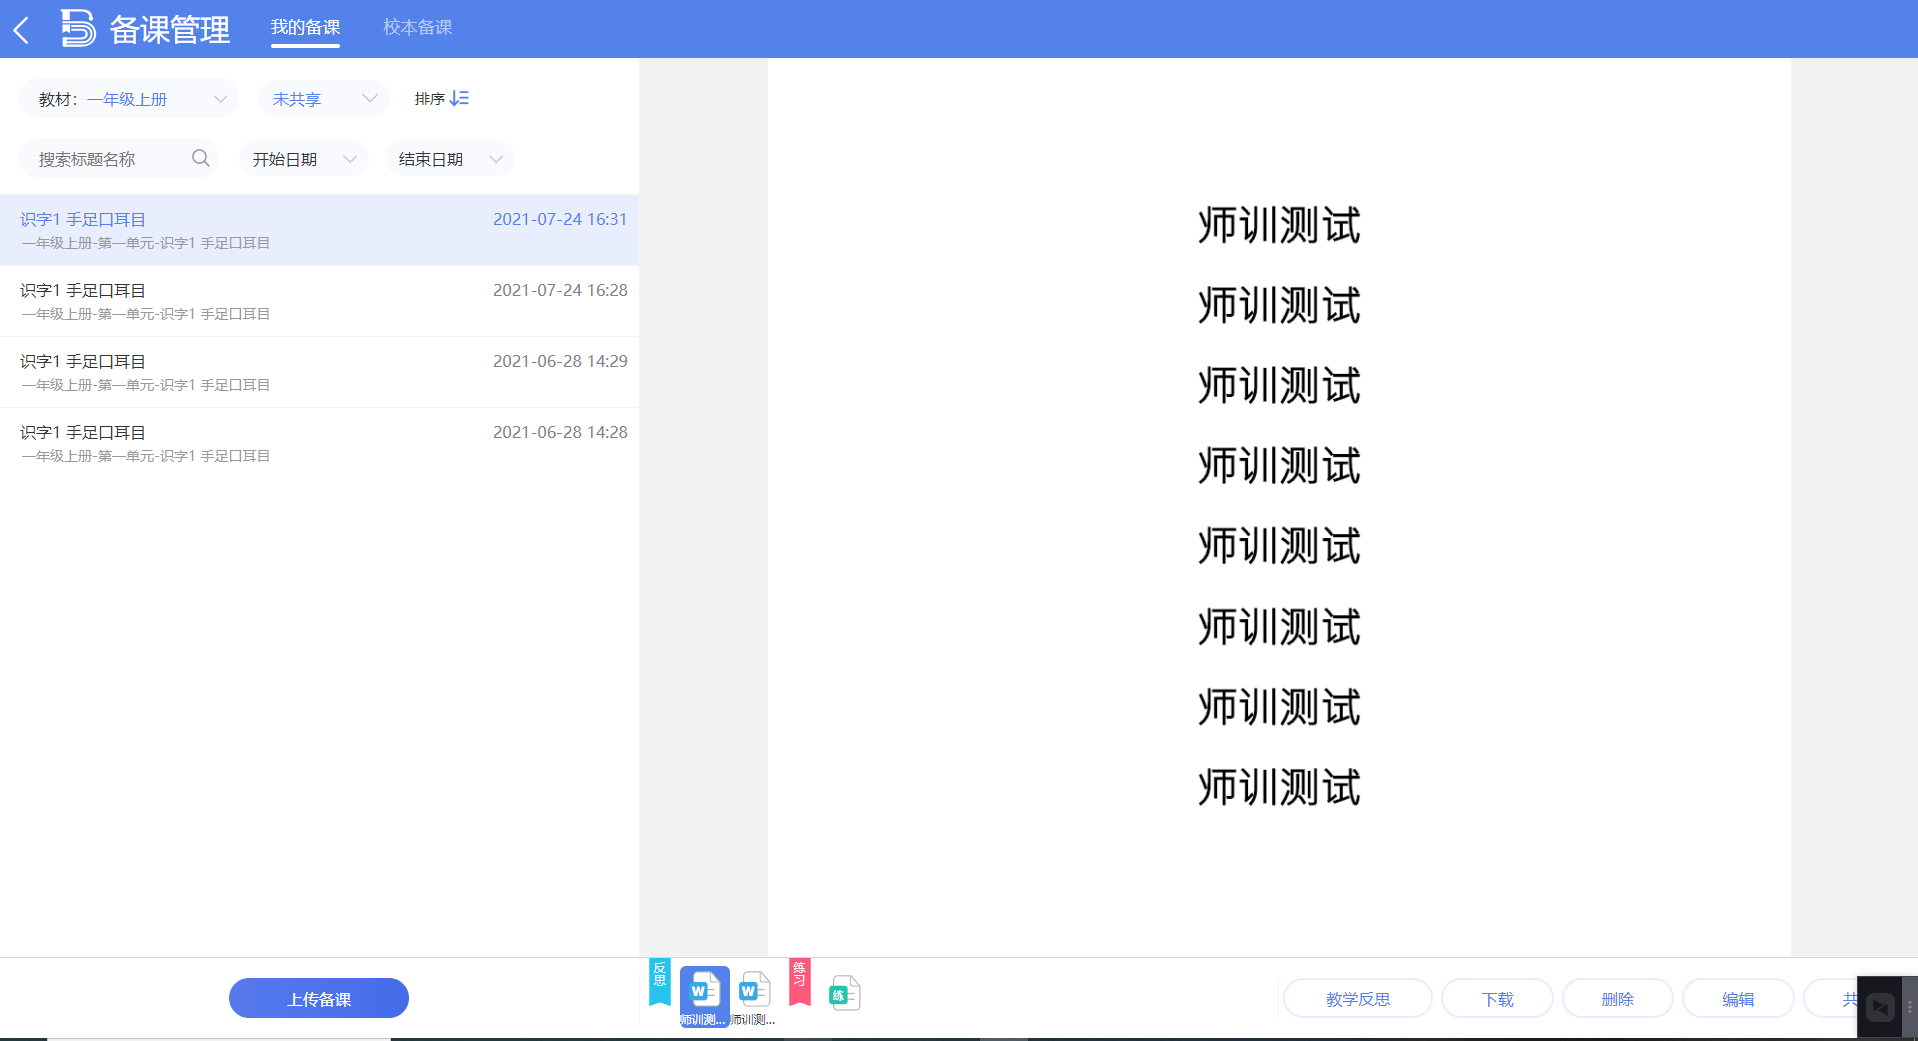 备课管理 我的备课 校本备课
教材：一年级上册 未共享 排序
搜索标题名称 开始日期 结束日期
识字1 手足口耳目 2021-07-24 16:31
一年级上册-第一单元-识字1 手足口耳目
识字1 手足口耳目 2021-07-24 16:28
一年级上册-第一单元-识字1 手足口耳目
识字1 手足口耳目 2021-06-28 14:29
一年级上册-第一单元-识字1 手足口耳目
识字1 手足口耳目 2021-06-28 14:28
一年级上册-第一单元-识字1 手足口耳目
师训测试
师训测试
师训测试
师训测试
师训测试
师训测试
师训测试
师训测试
上传备课
反思
W
师训测...
W
师训测...
练习
练
教学反思 下载 删除 编辑 共